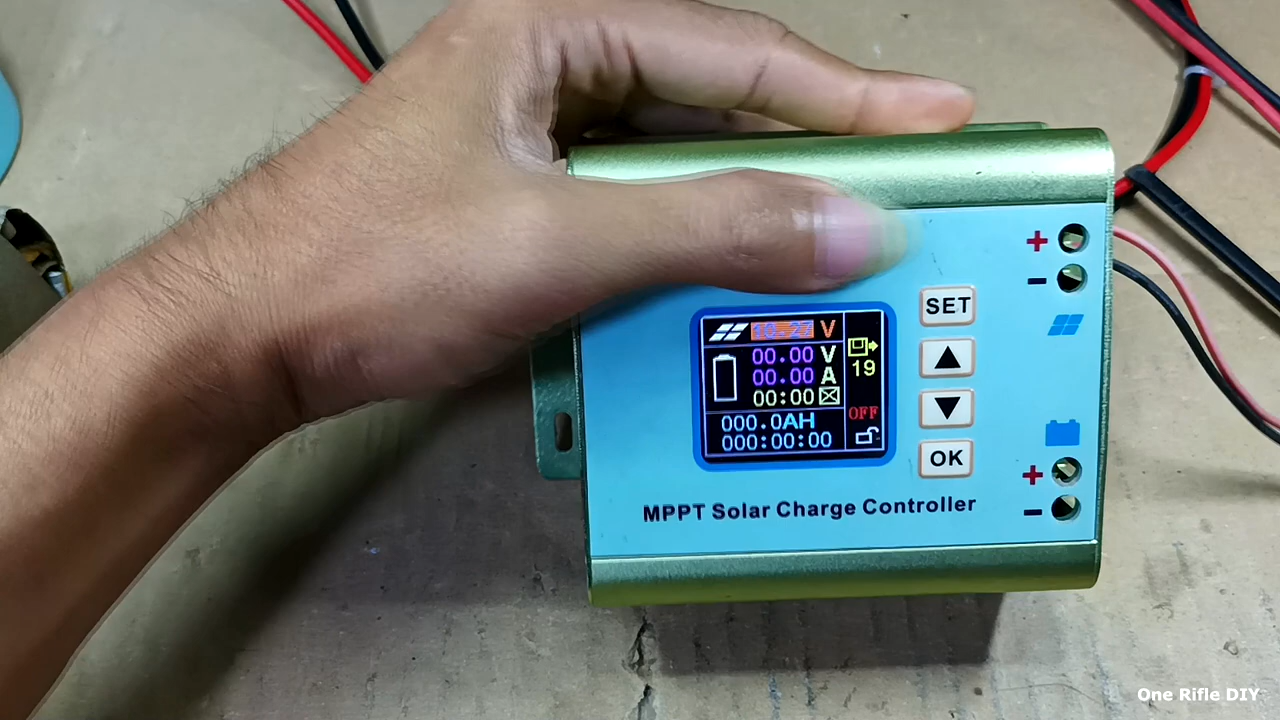 SET
V
00.00 V
00.00 A
00:00
19
OFF
000.0AH
000:00:00
OK
MPPT Solar Charge Controller
+
-
+
-
One Rifle DIY